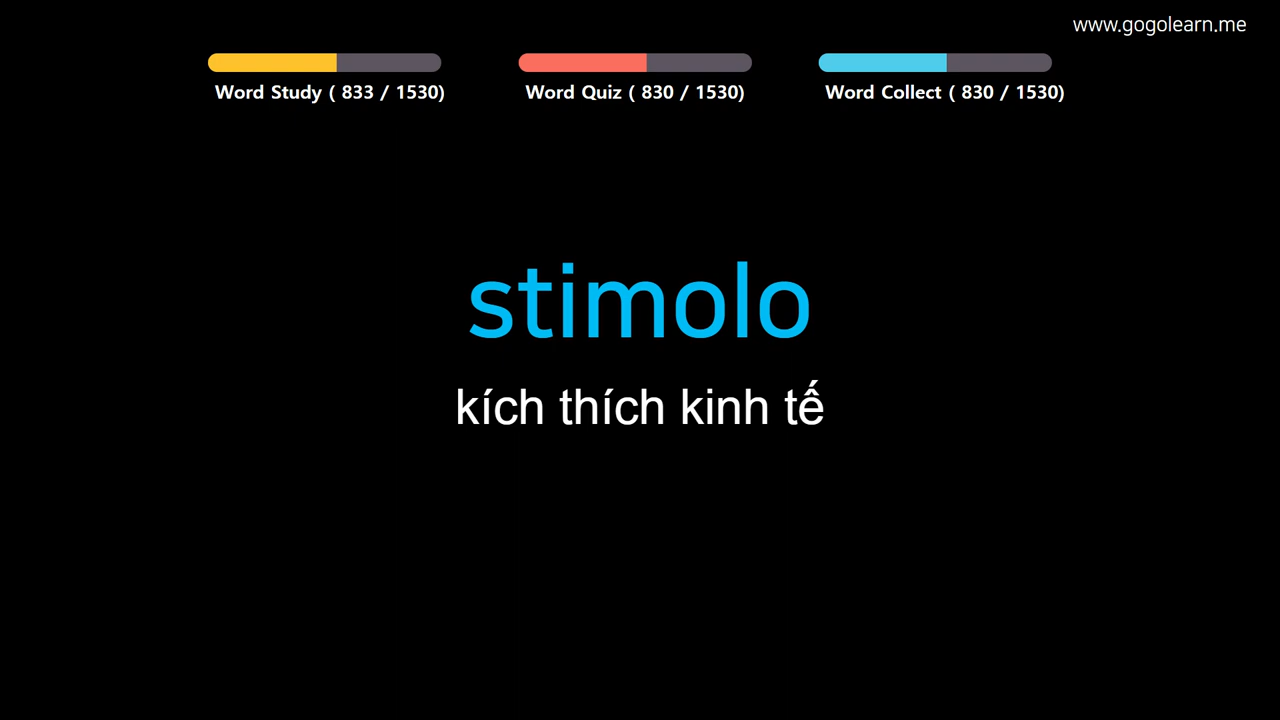 www.gogolearn.me
Word Study ( 833 / 1530)
Word Quiz ( 830 / 1530)
Word Collect ( 830 / 1530)
stimolo
kích thích kinh tế